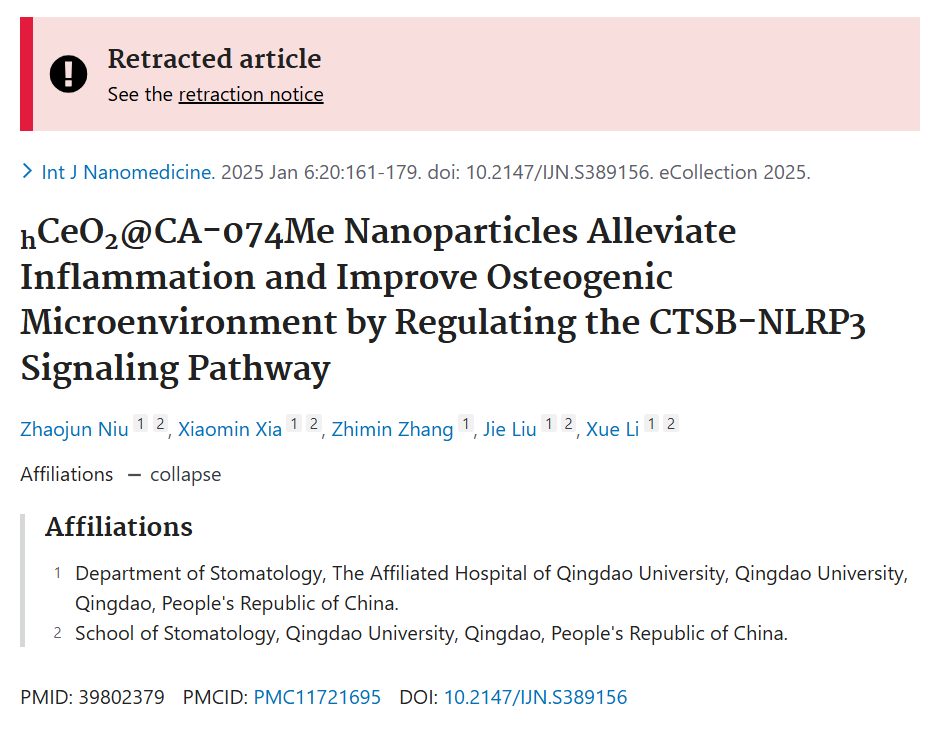 Retracted article
See the retraction notice
Int J Nanomedicine. 2025 Jan 6:20:161-179. doi: 10.2147/IJN.S389156. eCollection 2025.
hCeO2@CA-074Me Nanoparticles Alleviate
Inflammation and Improve Osteogenic
Microenvironment by Regulating the CTSB-NLRP3
Signaling Pathway
Zhaojun Niu 1 2, Xiaomin Xia 1 2, Zhimin Zhang 1, Jie Liu 1 2, Xue Li 1 2
Affiliations — collapse
Affiliations
1 Department of Stomatology, The Affiliated Hospital of Qingdao University, Qingdao University,
Qingdao, People's Republic of China.
2 School of Stomatology, Qingdao University, Qingdao, People's Republic of China.
PMID: 39802379 PMCID: PMC11721695 DOI: 10.2147/IJN.S389156